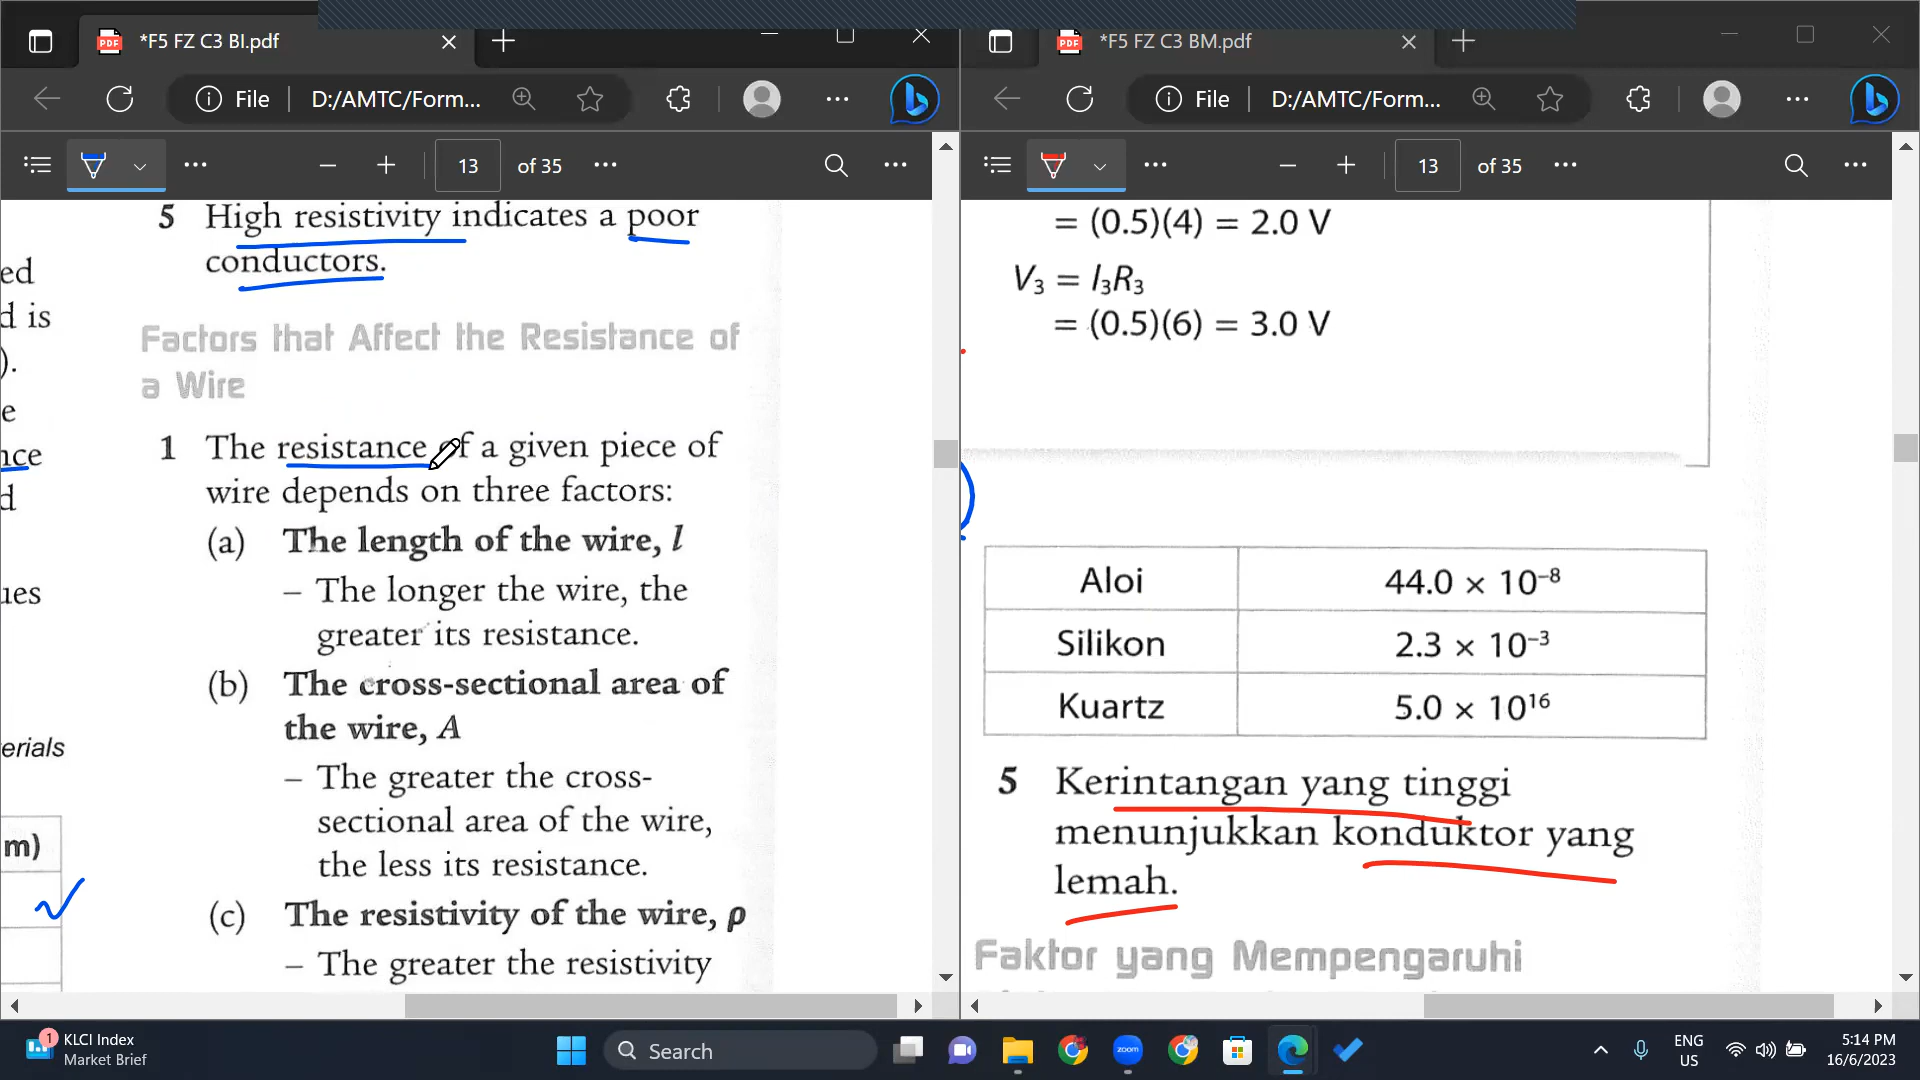 *F5 FZ C3 BI.pdf
File
D:/AMTC/Form...
13
of 35
5 High resistivity indicates a poor
conductors.
Factors that Affect the Resistance of
a Wire
1 The resistance of a given piece of
wire depends on three factors:
(a) The length of the wire, l
– The longer the wire, the
greater its resistance.
(b) The cross-sectional area of
the wire, A
– The greater the cross-
sectional area of the wire,
the less its resistance.
(c) The resistivity of the wire, ρ
– The greater the resistivity
ed
d is
).
e
nce
d
ues
erials
m)
*F5 FZ C3 BM.pdf
File
D:/AMTC/Form...
13
of 35
= (0.5)(4) = 2.0 V
V₃ = I₃R₃
= (0.5)(6) = 3.0 V
Aloi 44.0 × 10⁻⁸
Silikon 2.3 × 10⁻³
Kuartz 5.0 × 10¹⁶
5 Kerintangan yang tinggi
menunjukkan konduktor yang
lemah.
Faktor yang Mempengaruhi
1
KLCI Index
Market Brief
Search
zoom
ENG
US
5:14 PM
16/6/2023